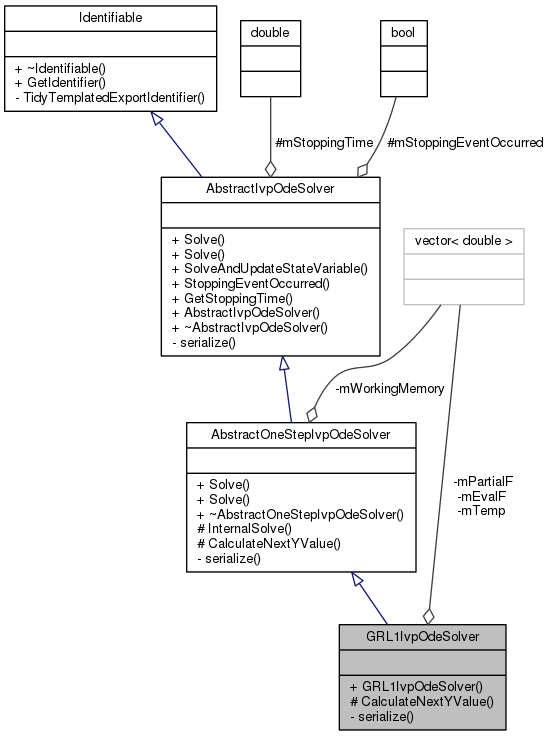 Identifiable
+ ~Identifiable()
+ GetIdentifier()
- TidyTemplatedExportIdentifier()
double
bool
#mStoppingTime
#mStoppingEventOccurred
AbstractIvpOdeSolver
+ Solve()
+ Solve()
+ SolveAndUpdateStateVariable()
+ StoppingEventOccurred()
+ GetStoppingTime()
+ AbstractIvpOdeSolver()
+ ~AbstractIvpOdeSolver()
- serialize()
vector< double >
-mWorkingMemory
AbstractOneStepIvpOdeSolver
+ Solve()
+ Solve()
+ ~AbstractOneStepIvpOdeSolver()
# InternalSolve()
# CalculateNextYValue()
- serialize()
-mPartialF
-mEvalF
-mTemp
GRL1IvpOdeSolver
+ GRL1IvpOdeSolver()
# CalculateNextYValue()
- serialize()